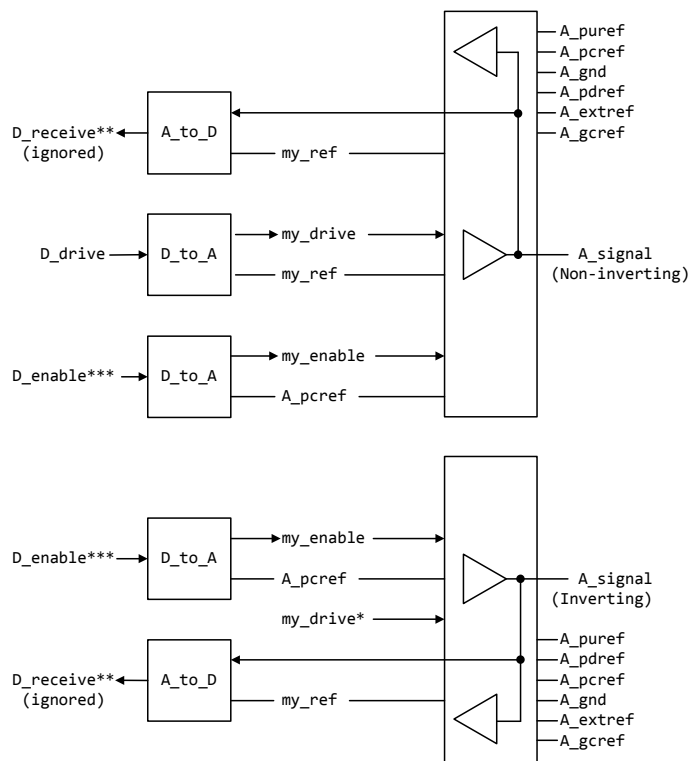 A_puref
A_pcref
A_gnd
A_pdref
A_extref
A_gcref
D_receive**
(ignored)
A_to_D
my_ref
D_drive
D_to_A
my_drive
my_ref
A_signal
(Non-inverting)
D_enable***
D_to_A
my_enable
A_pcref
D_enable***
D_to_A
my_enable
A_pcref
my_drive*
A_signal
(Inverting)
D_receive**
(ignored)
A_to_D
my_ref
A_puref
A_pdref
A_pcref
A_gnd
A_extref
A_gcref